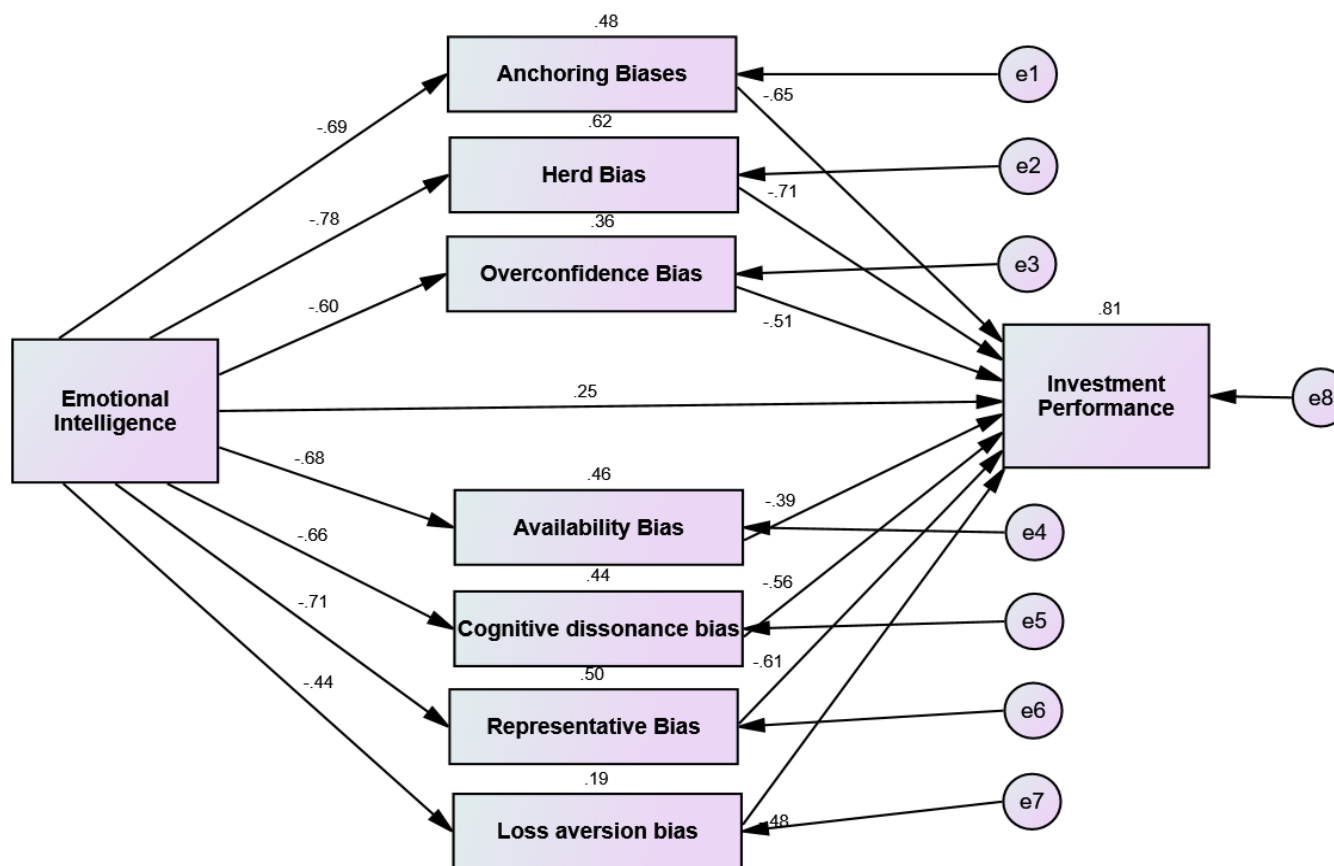 .48
Anchoring Biases
e1
-.65
-.69
.62
Herd Bias
e2
-.71
-.78
.36
Overconfidence Bias
e3
-.60
-.51
.81
Emotional
Intelligence
.25
Investment
Performance
e8
-.68
.46
Availability Bias
-.39
e4
-.66
.44
-.56
Cognitive dissonance bias
e5
-.71
.50
-.61
Representative Bias
e6
-.44
.19
Loss aversion bias
-.48
e7